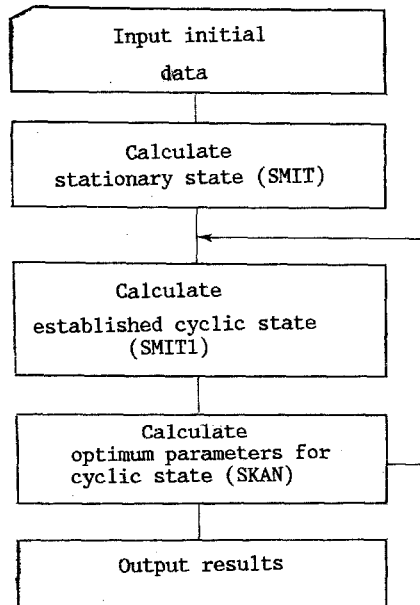 Input initial
data
Calculate
stationary state (SMIT)
Calculate
established cyclic state
(SMIT1)
Calculate
optimum parameters for
cyclic state (SKAN)
Output results